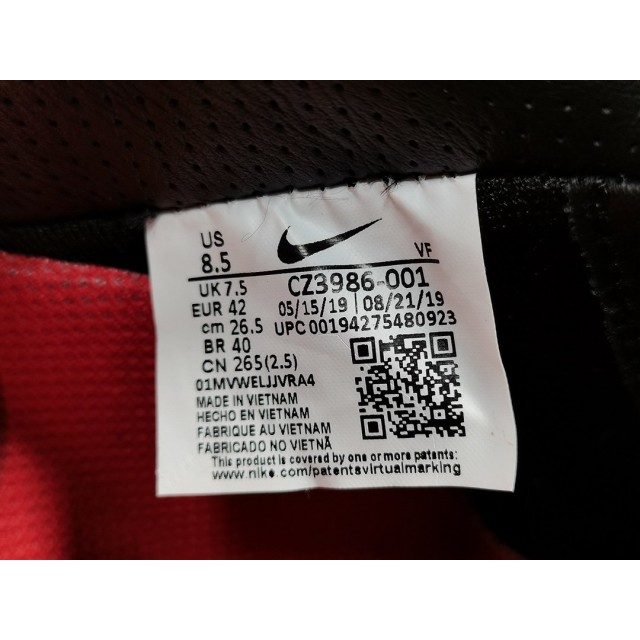 US
8.5
VF
UK 7.5
CZ3986-001
EUR 42
05/15/19 | 08/21/19
cm 26.5
UPC 00194275480923
BR 40
CN 265(2.5)
01MVWELJJVRA4
MADE IN VIETNAM
HECHO EN VIETNAM
FABRIQUE AU VIETNAM
FABRICADO NO VIETNÃ
This product is covered by one or more patents:
www.nike.com/patentsvirtualmarking